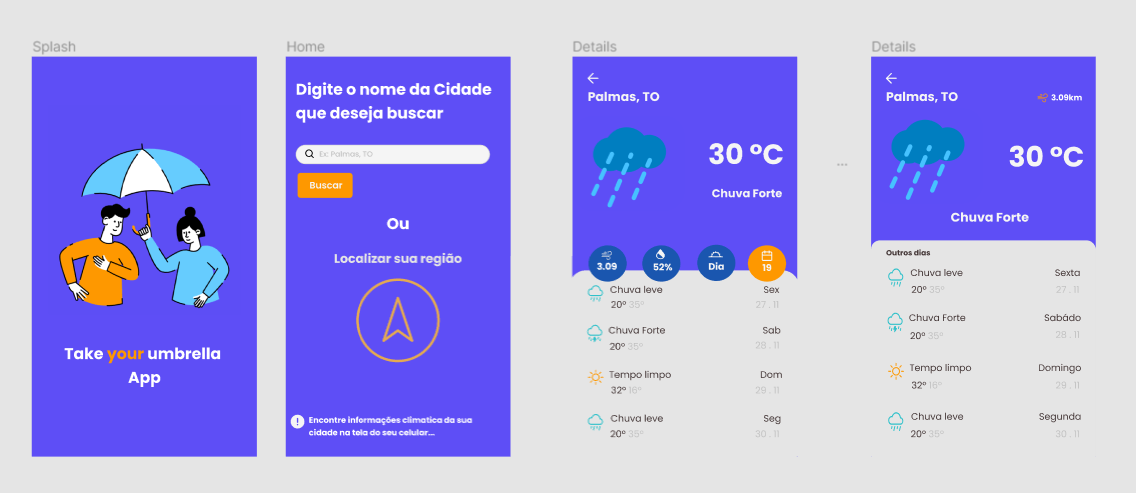 Splash
Take your umbrella
App
Home
Digite o nome da Cidade
que deseja buscar
Ex: Palmas, TO
Buscar
Ou
Localizar sua região
! Encontre informações climatica da sua
cidade na tela do seu celular...
Details
Palmas, TO
30 ºC
Chuva Forte
3.09 52% Dia 19
Chuva leve Sex
20º 35º 27 . 11
Chuva Forte Sab
20º 35º 28 . 11
Tempo limpo Dom
32º 16º 29 . 11
Chuva leve Seg
20º 35º 30 . 11
...
Details
Palmas, TO 3.09km
30 ºC
Chuva Forte
Outros dias
Chuva leve Sexta
20º 35º 27 . 11
Chuva Forte Sabádo
20º 35º 28 . 11
Tempo limpo Domingo
32º 16º 29 . 11
Chuva leve Segunda
20º 35º 30 . 11